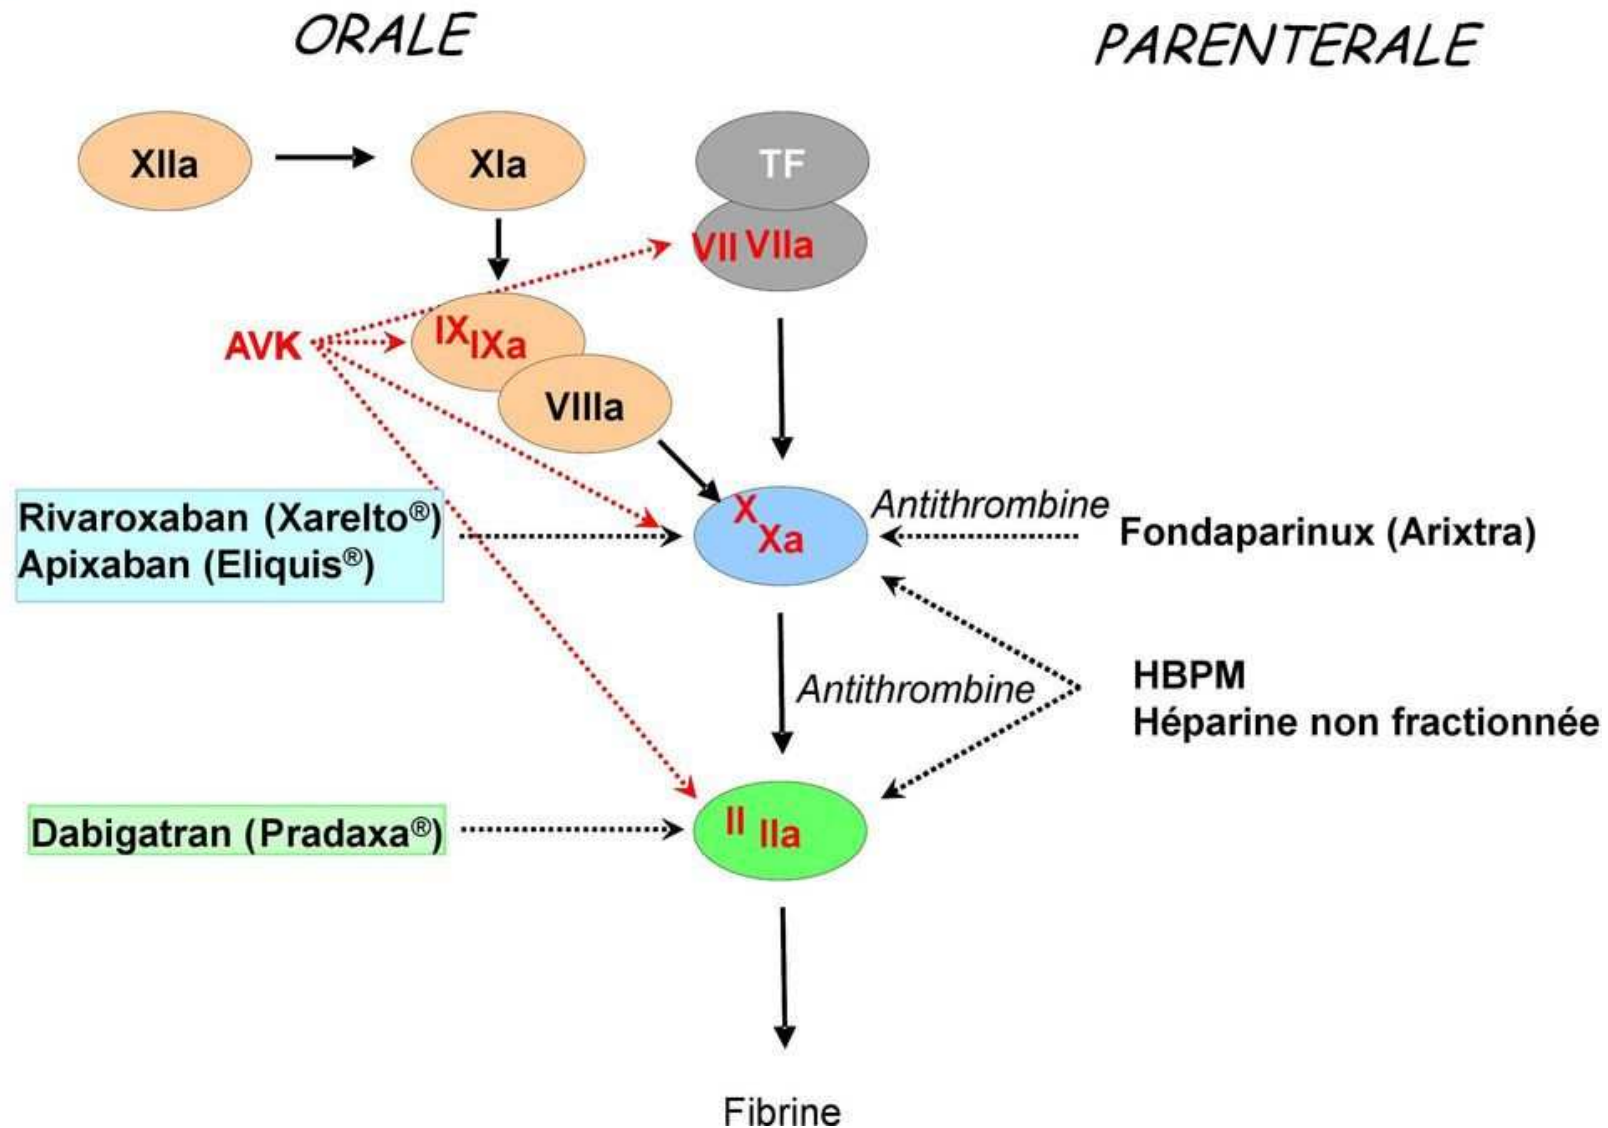 ORALE
PARENTERALE
XIIa
XIa
TF
VII VIIa
AVK
IX IXa
VIIIa
Rivaroxaban (Xarelto®)
Apixaban (Eliquis®)
X
Xa
Antithrombine
Fondaparinux (Arixtra)
Antithrombine
HBPM
Héparine non fractionnée
Dabigatran (Pradaxa®)
II IIa
Fibrine